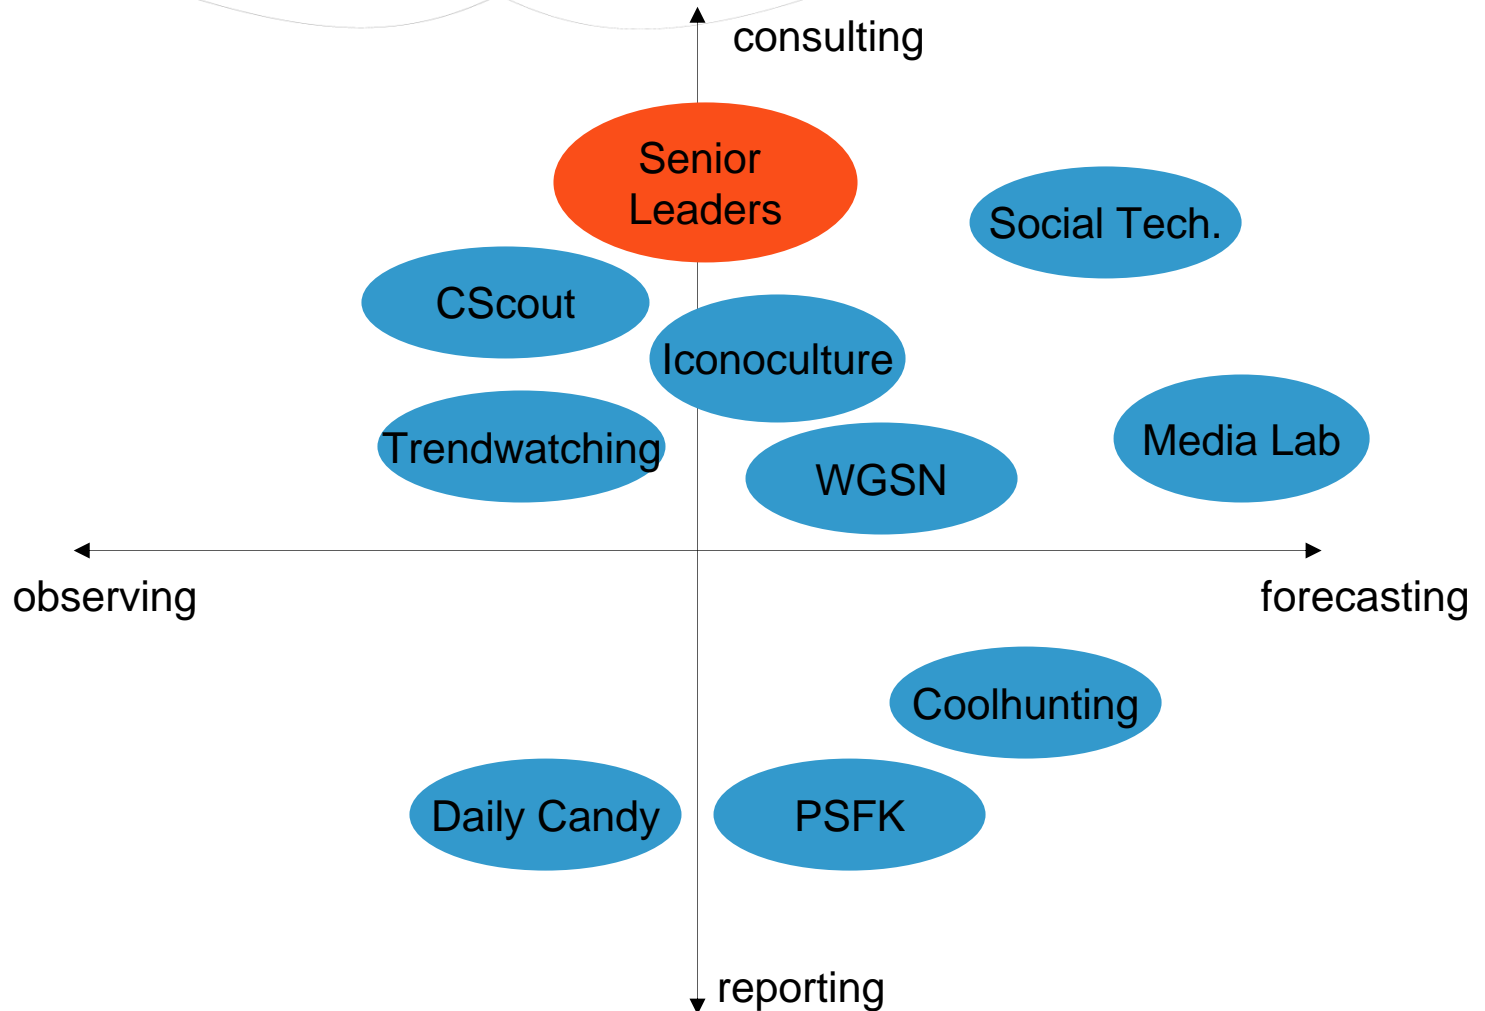 consulting
Senior
Leaders
Social Tech.
CScout
Iconoculture
Trendwatching
Media Lab
WGSN
observing
forecasting
Coolhunting
Daily Candy
PSFK
reporting